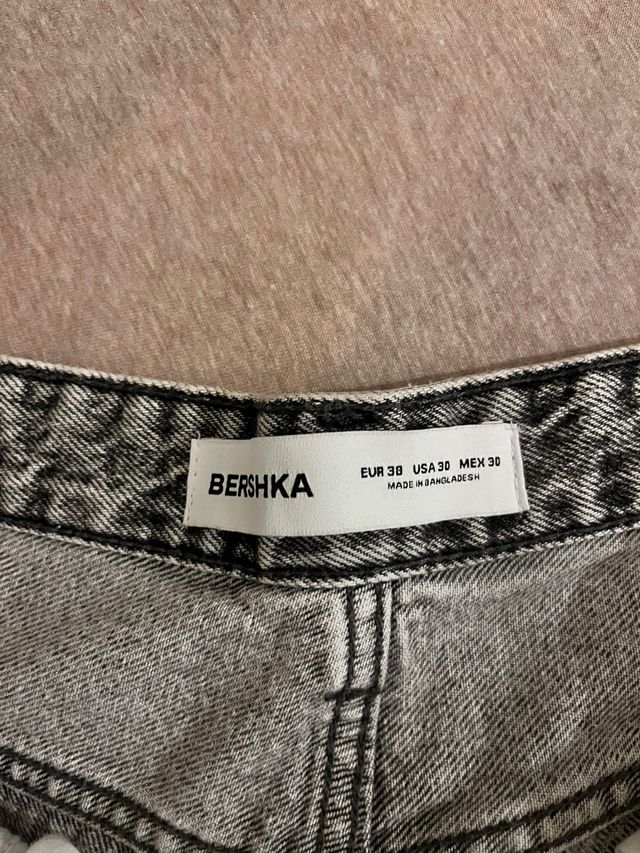 BERSHKA
EUR 38 USA 30 MEX 30
MADE IN BANGLADESH